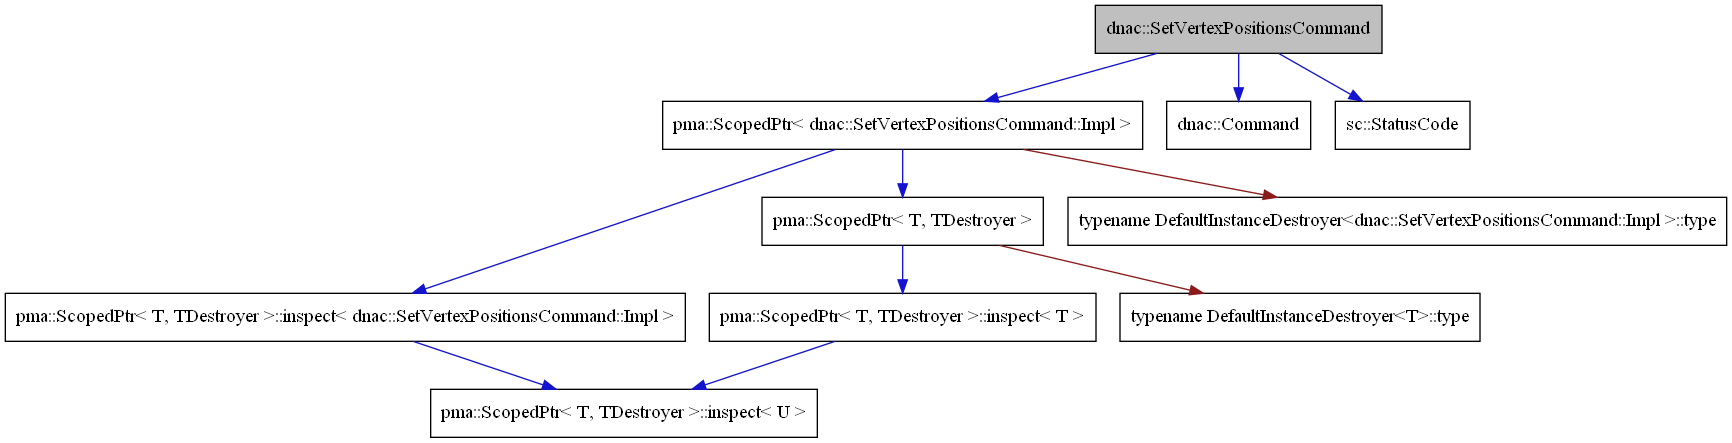 dnac::SetVertexPositionsCommand
pma::ScopedPtr< dnac::SetVertexPositionsCommand::Impl >
dnac::Command
sc::StatusCode
pma::ScopedPtr< T, TDestroyer >
typename DefaultInstanceDestroyer<dnac::SetVertexPositionsCommand::Impl >::type
pma::ScopedPtr< T, TDestroyer >::inspect< dnac::SetVertexPositionsCommand::Impl >
pma::ScopedPtr< T, TDestroyer >::inspect< T >
typename DefaultInstanceDestroyer<T>::type
pma::ScopedPtr< T, TDestroyer >::inspect< U >